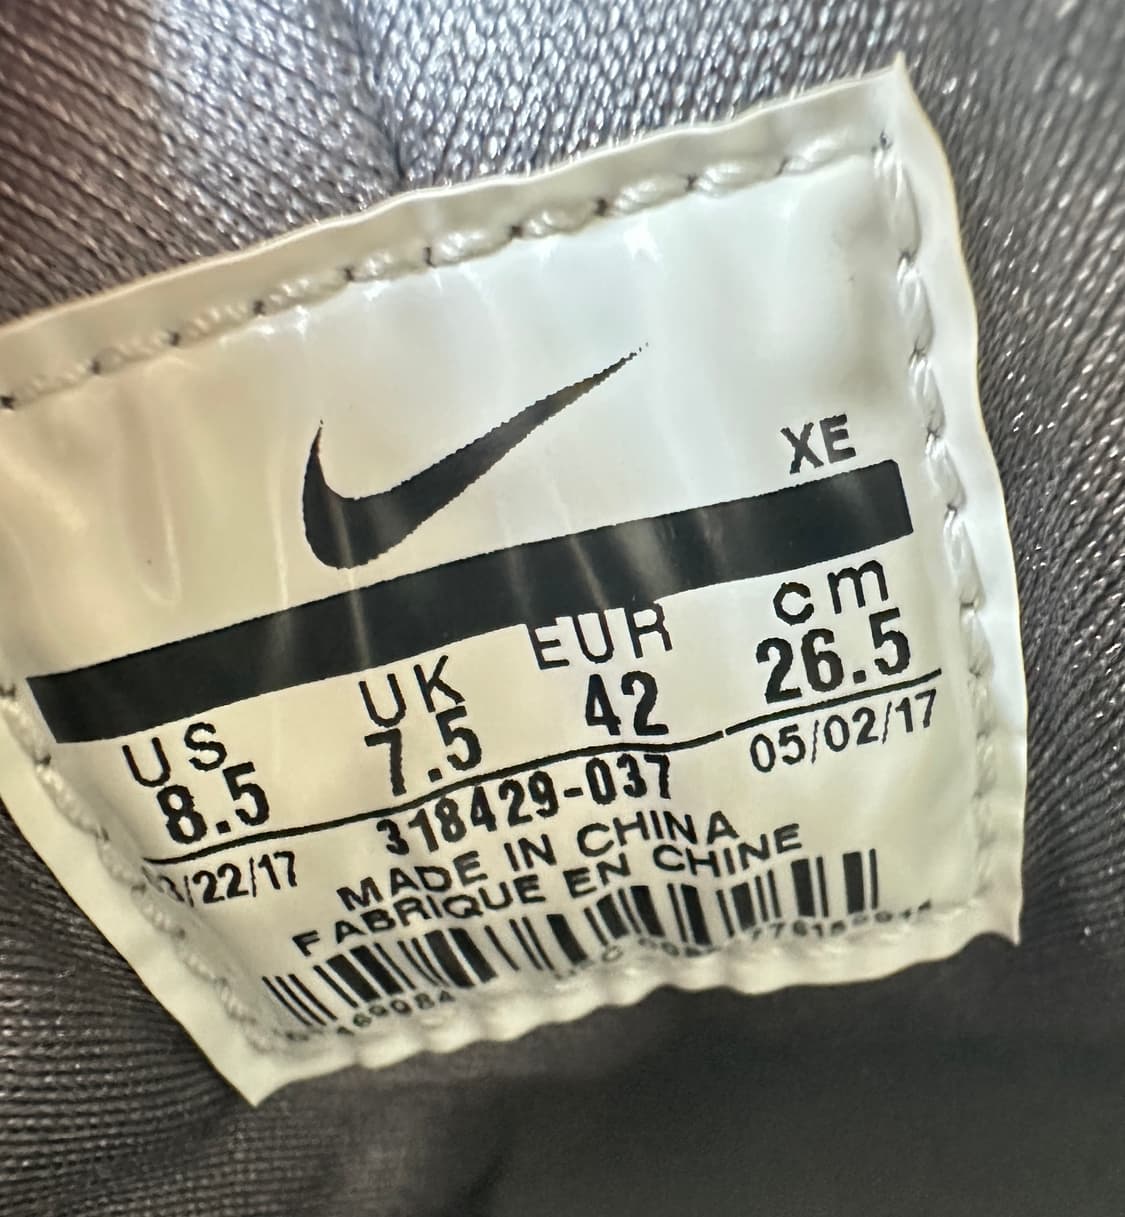 XE
US UK EUR cm
8.5 7.5 42 26.5
/22/17 318429-037 05/02/17
MADE IN CHINA
FABRIQUE EN CHINE